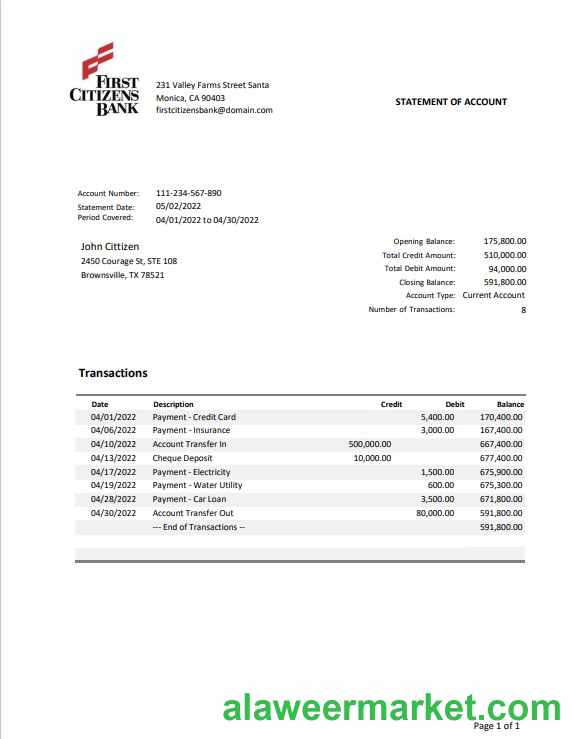 FIRST
CITIZENS
BANK
231 Valley Farms Street Santa
Monica, CA 90403
firstcitizensbank@domain.com
STATEMENT OF ACCOUNT
Account Number: 111-234-567-890
Statement Date: 05/02/2022
Period Covered: 04/01/2022 to 04/30/2022
John Cittizen
2450 Courage St, STE 108
Brownsville, TX 78521
Opening Balance: 175,800.00
Total Credit Amount: 510,000.00
Total Debit Amount: 94,000.00
Closing Balance: 591,800.00
Account Type: Current Account
Number of Transactions: 8
Transactions
Date Description Credit Debit Balance
04/01/2022 Payment - Credit Card 5,400.00 170,400.00
04/06/2022 Payment - Insurance 3,000.00 167,400.00
04/10/2022 Account Transfer In 500,000.00 667,400.00
04/13/2022 Cheque Deposit 10,000.00 677,400.00
04/17/2022 Payment - Electricity 1,500.00 675,900.00
04/19/2022 Payment - Water Utility 600.00 675,300.00
04/28/2022 Payment - Car Loan 3,500.00 671,800.00
04/30/2022 Account Transfer Out 80,000.00 591,800.00
--- End of Transactions -- 591,800.00
alaweermarket.com
Page 1 of 1